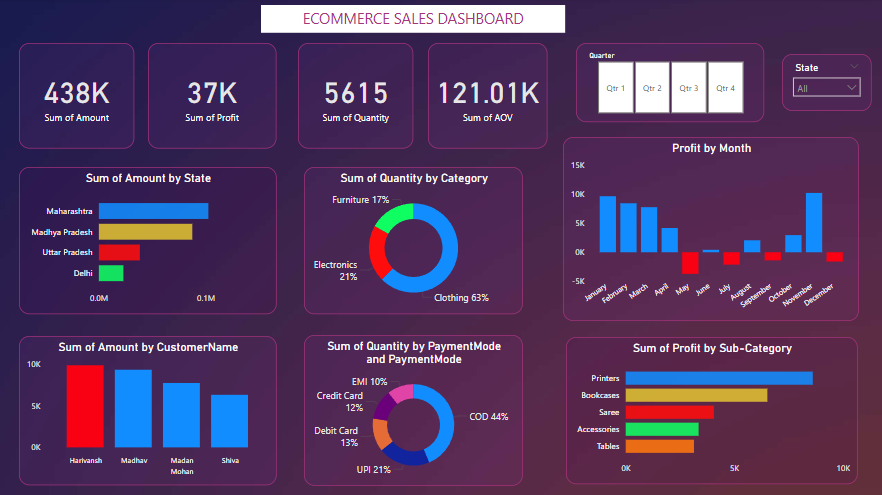 ECOMMERCE SALES DASHBOARD
438K
Sum of Amount
37K
Sum of Profit
5615
Sum of Quantity
121.01K
Sum of AOV
Quarter
Qtr 1
Qtr 2
Qtr 3
Qtr 4
State
All
Sum of Amount by State
Maharashtra
Madhya Pradesh
Uttar Pradesh
Delhi
0.0M
0.1M
Sum of Quantity by Category
Furniture 17%
Electronics
21%
Clothing 63%
Profit by Month
15K
10K
5K
0K
-5K
January
February
March
April
May
June
July
August
September
October
November
December
Sum of Amount by CustomerName
10K
5K
0K
Harivansh
Madhav
Madan
Mohan
Shiva
Sum of Quantity by PaymentMode
and PaymentMode
EMI 10%
Credit Card
12%
Debit Card
13%
UPI 21%
COD 44%
Sum of Profit by Sub-Category
Printers
Bookcases
Saree
Accessories
Tables
0K
5K
10K